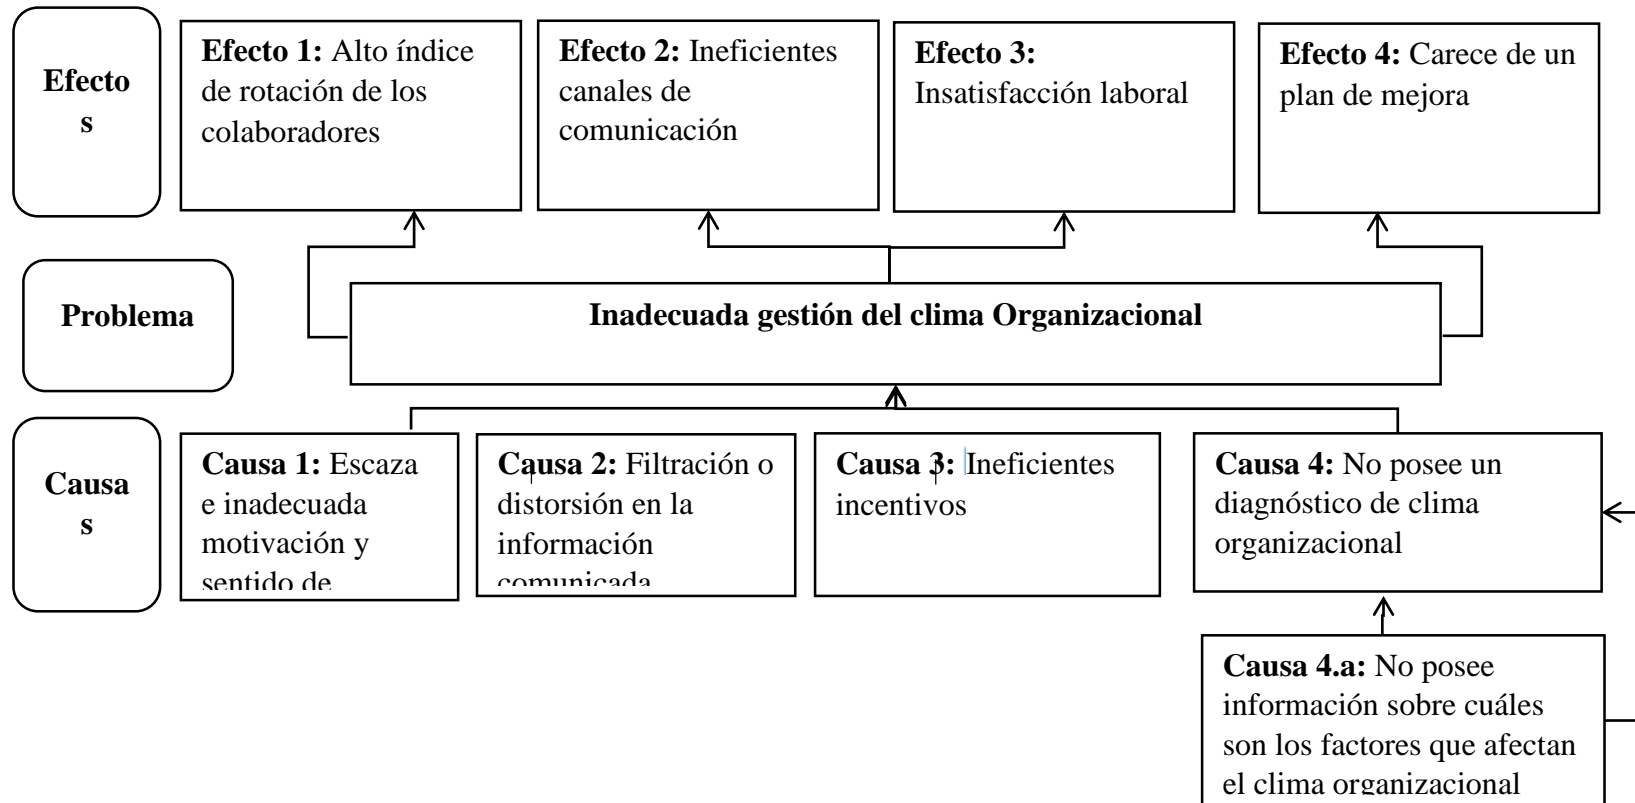 Efecto
s
Efecto 1: Alto índice
de rotación de los
colaboradores
Efecto 2: Ineficientes
canales de
comunicación
Efecto 3:
Insatisfacción laboral
Efecto 4: Carece de un
plan de mejora
Problema
Inadecuada gestión del clima Organizacional
Causa
s
Causa 1: Escaza
e inadecuada
motivación y
sentido de
Causa 2: Filtración o
distorsión en la
información
comunicada
Causa 3: Ineficientes
incentivos
Causa 4: No posee un
diagnóstico de clima
organizacional
Causa 4.a: No posee
información sobre cuáles
son los factores que afectan
el clima organizacional